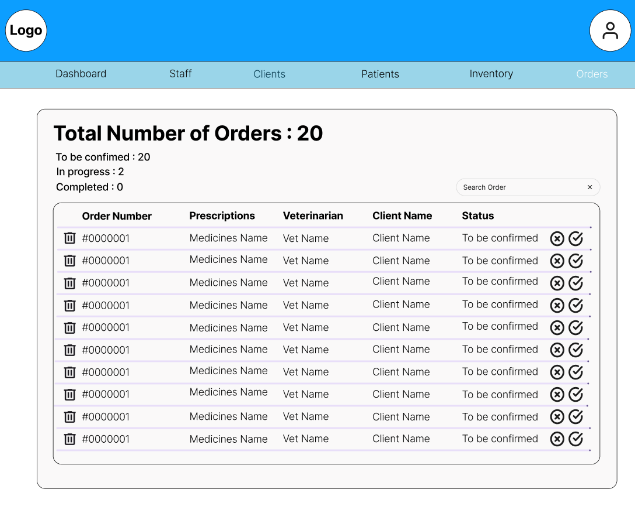 Logo
Dashboard Staff Clients Patients Inventory Orders
Total Number of Orders : 20
To be confimed : 20
In progress : 2
Completed : 0
Search Order
Order Number Prescriptions Veterinarian Client Name Status
#0000001 Medicines Name Vet Name Client Name To be confirmed
#0000001 Medicines Name Vet Name Client Name To be confirmed
#0000001 Medicines Name Vet Name Client Name To be confirmed
#0000001 Medicines Name Vet Name Client Name To be confirmed
#0000001 Medicines Name Vet Name Client Name To be confirmed
#0000001 Medicines Name Vet Name Client Name To be confirmed
#0000001 Medicines Name Vet Name Client Name To be confirmed
#0000001 Medicines Name Vet Name Client Name To be confirmed
#0000001 Medicines Name Vet Name Client Name To be confirmed
#0000001 Medicines Name Vet Name Client Name To be confirmed